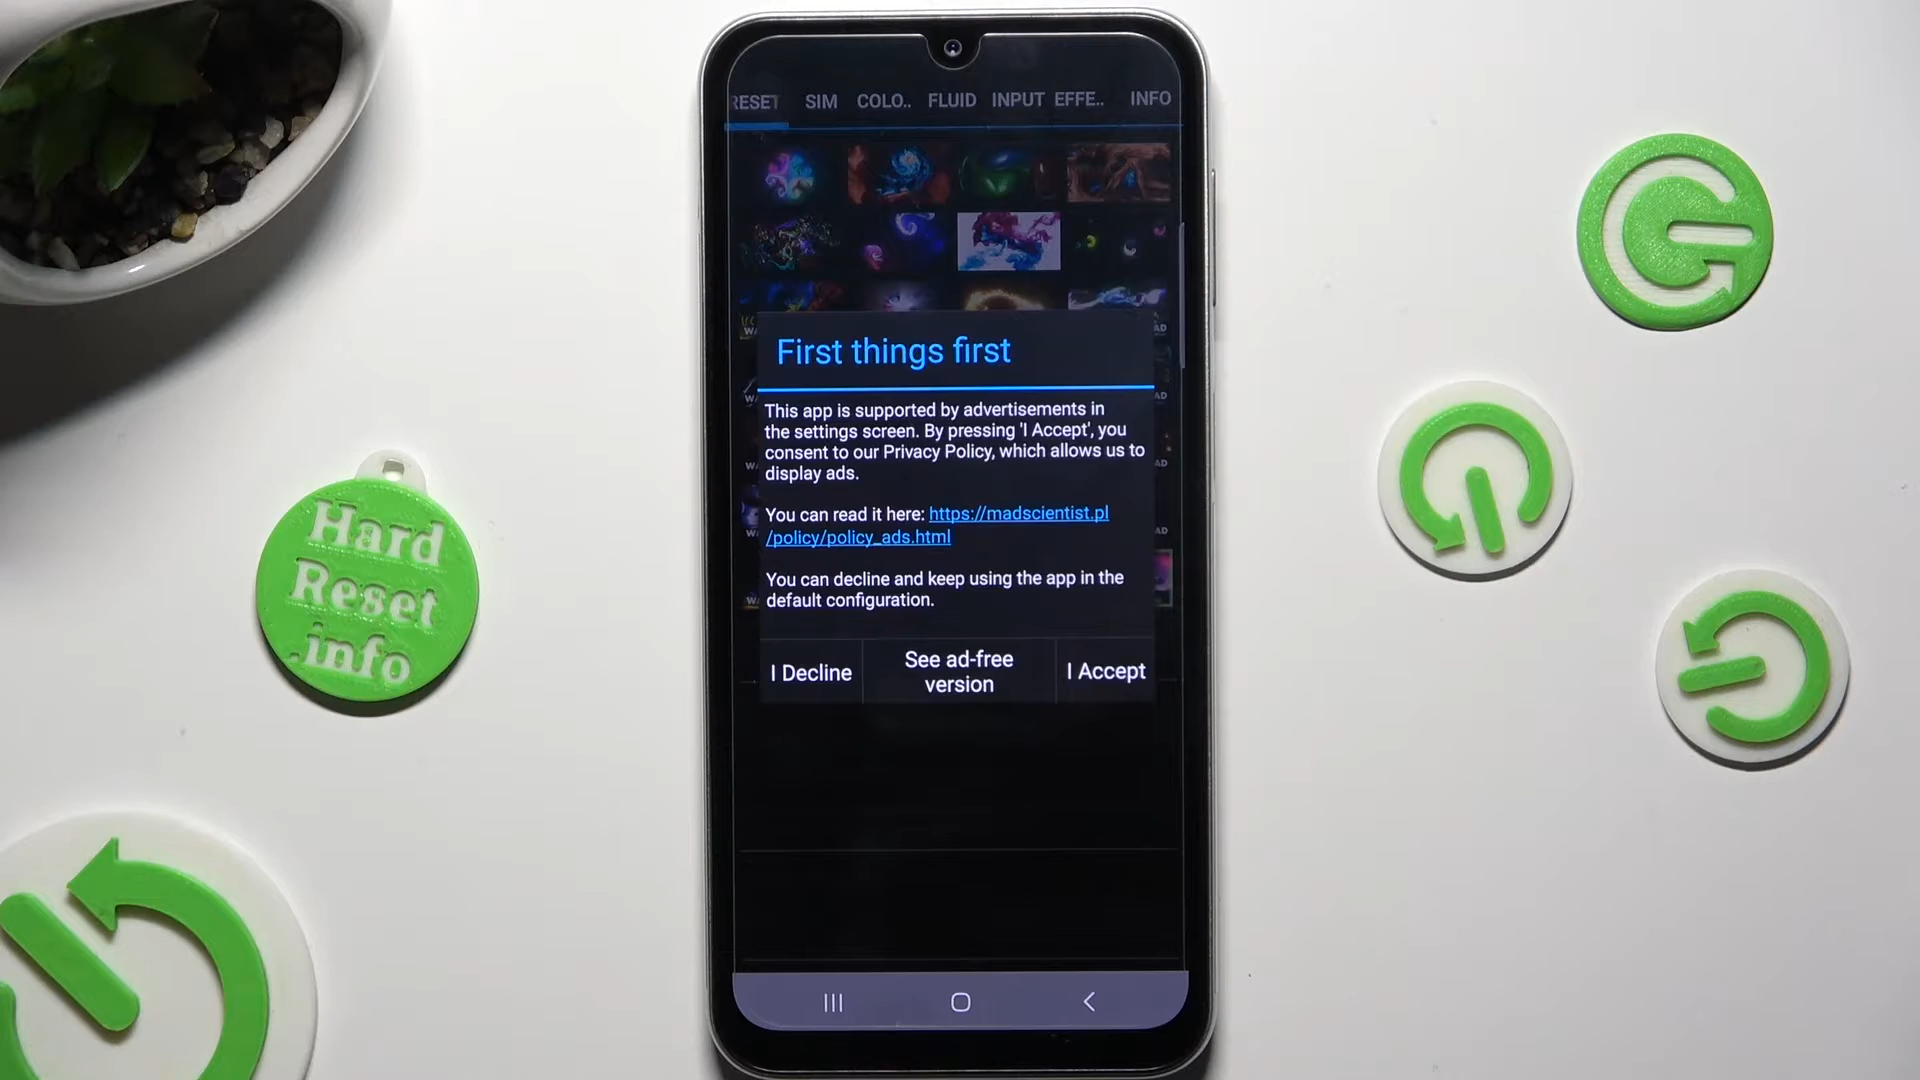 RESET SIM COLO.. FLUID INPUT EFFE.. INFO
First things first
This app is supported by advertisements in
the settings screen. By pressing 'I Accept', you
consent to our Privacy Policy, which allows us to
display ads.
You can read it here: https://madscientist.pl
/policy/policy_ads.html
You can decline and keep using the app in the
default configuration.
I Decline
See ad-free
version
I Accept
Hard
Reset
.info